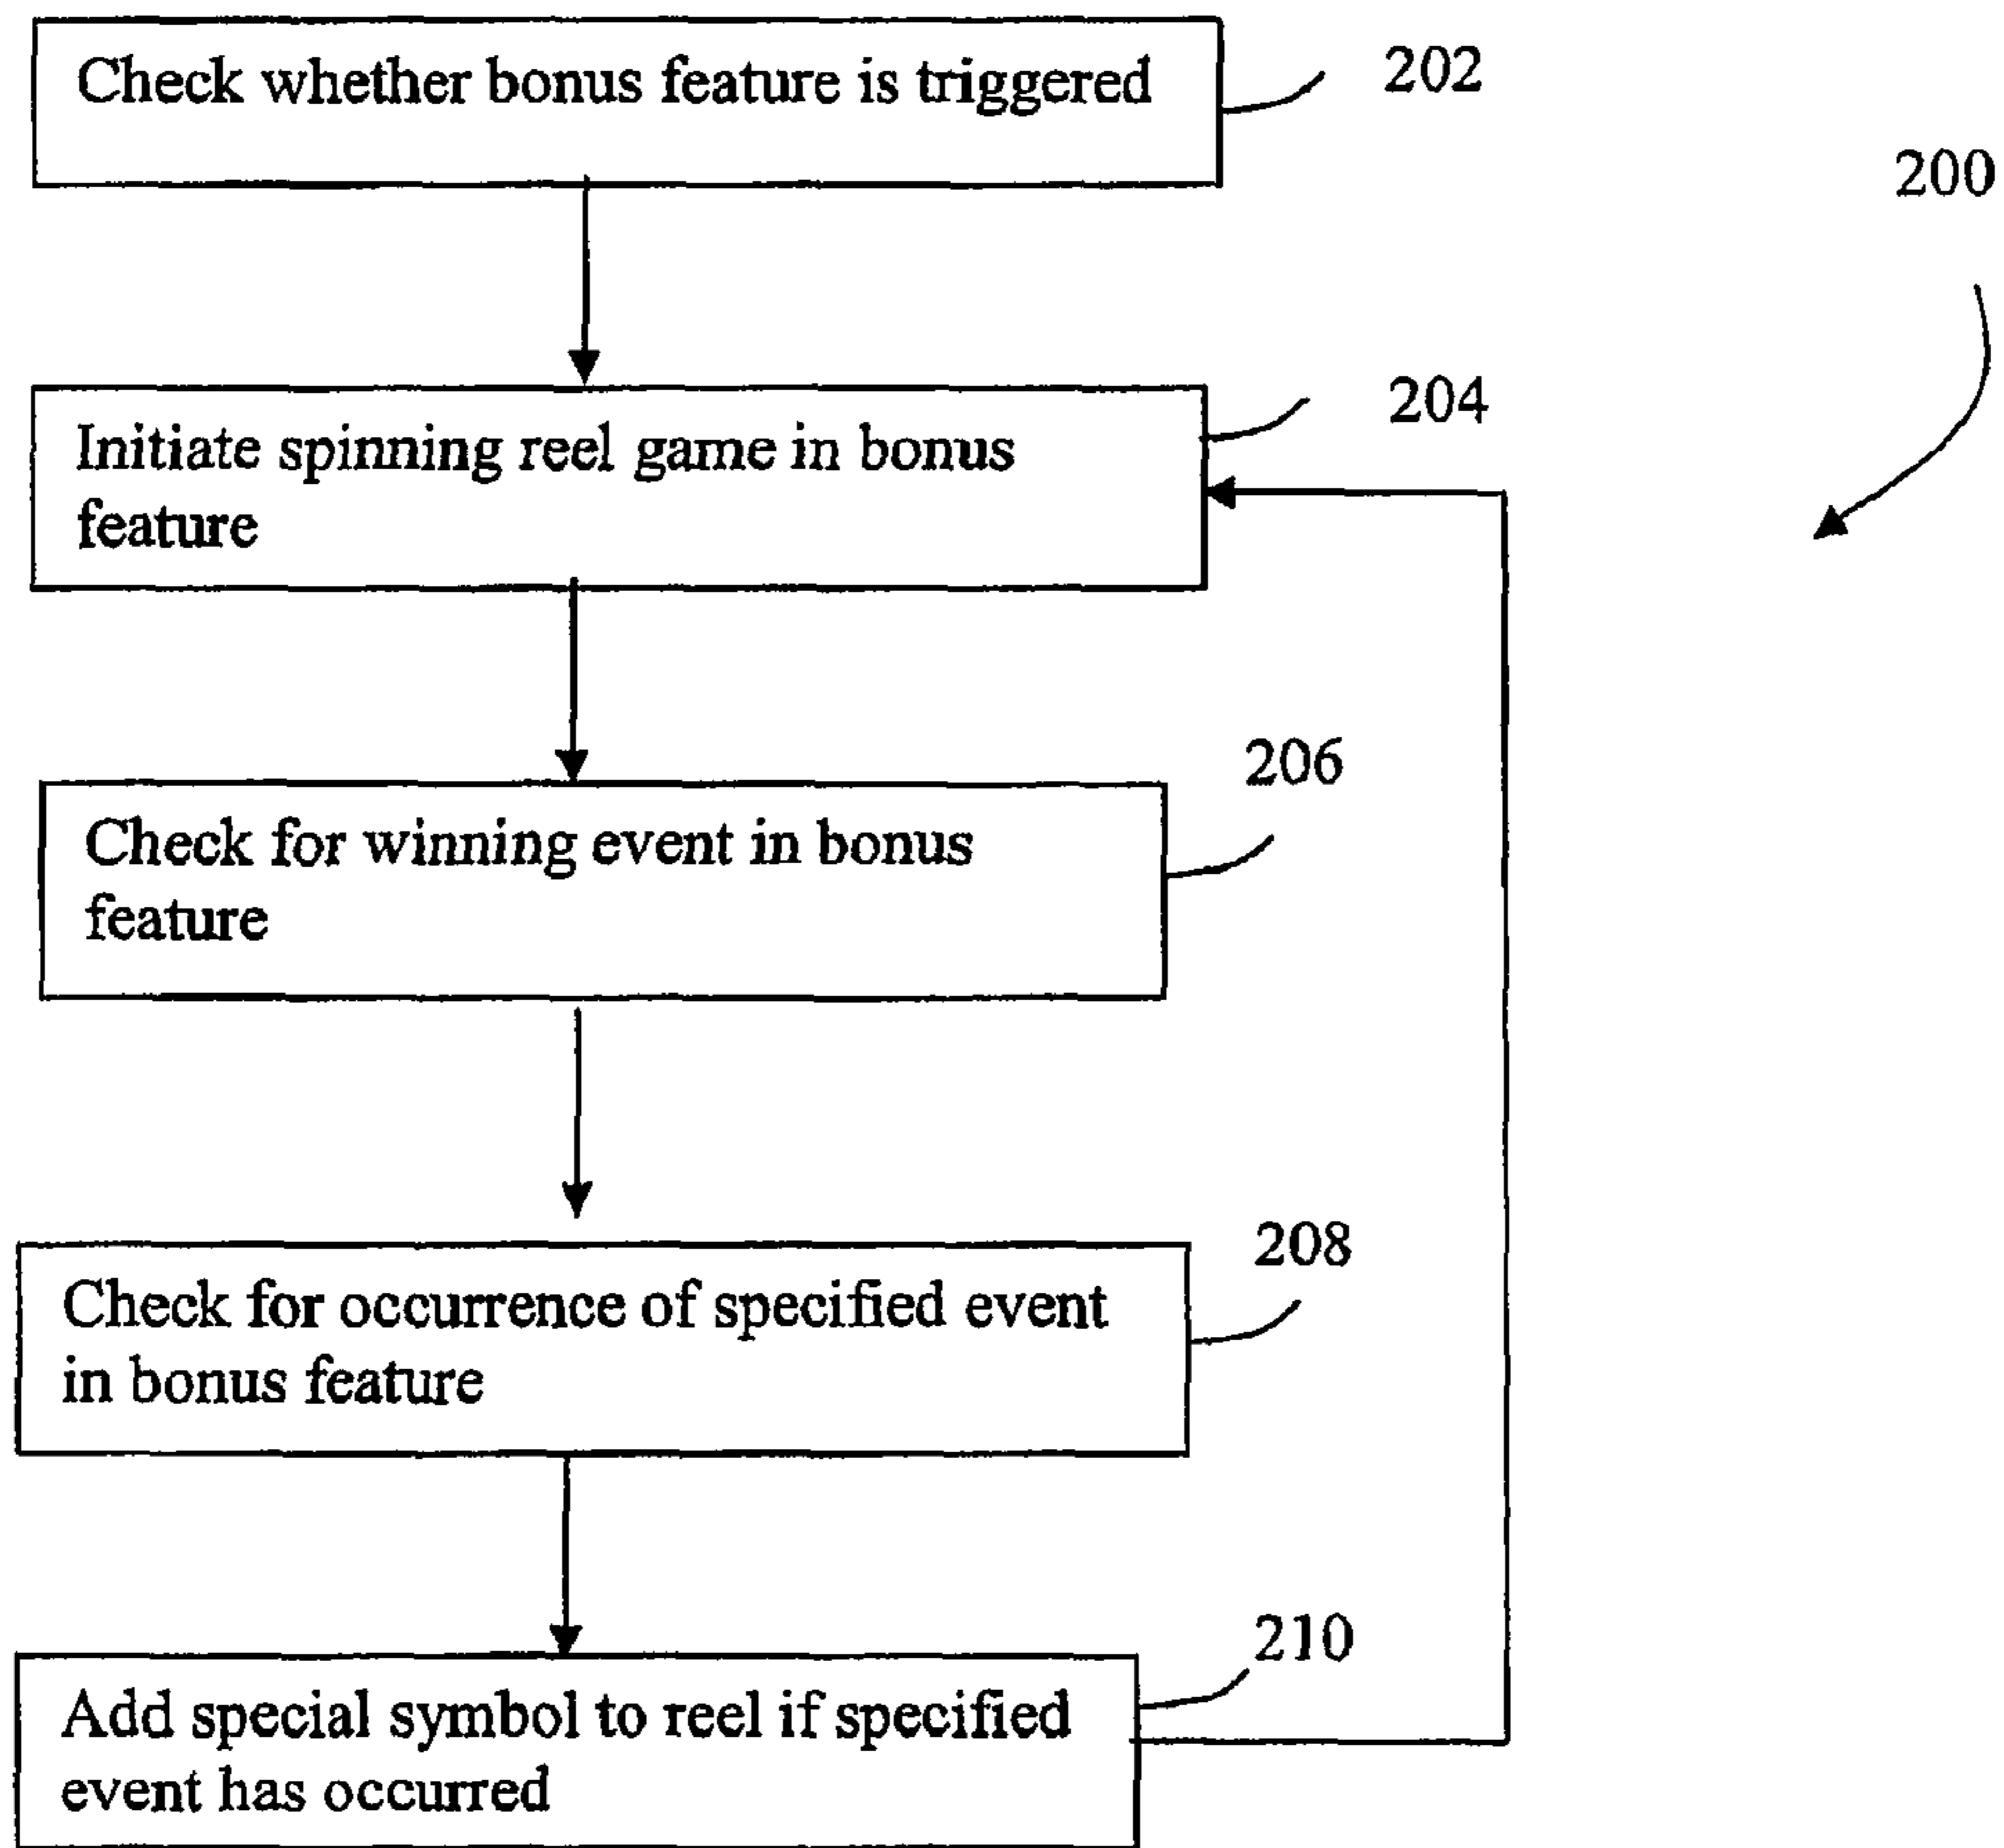 Check whether bonus feature is triggered
202
200
Initiate spinning reel game in bonus
feature
204
Check for winning event in bonus
feature
206
Check for occurrence of specified event
in bonus feature
208
Add special symbol to reel if specified
event has occurred
210